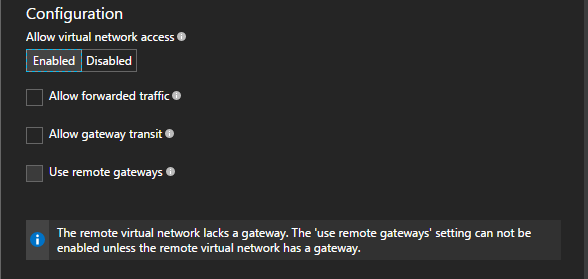 Configuration
Allow virtual network access
Enabled Disabled
Allow forwarded traffic
Allow gateway transit
Use remote gateways
The remote virtual network lacks a gateway. The 'use remote gateways' setting can not be
enabled unless the remote virtual network has a gateway.